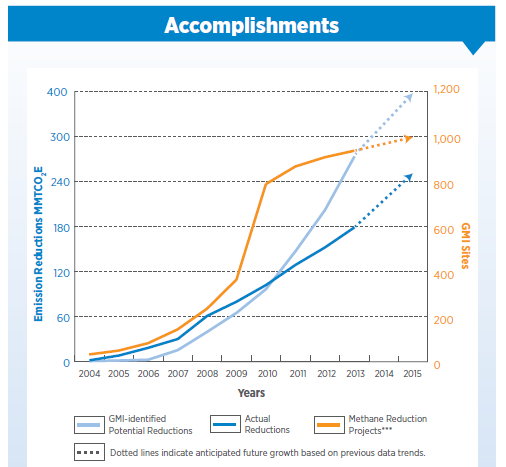 Accomplishments
400
300
240
180
120
60
0
Emission Reductions MMTCO₂E
1,200
1,000
800
600
400
200
0
GMI Sites
2004 2005 2006 2007 2008 2009 2010 2011 2012 2013 2014 2015
Years
GMI-identified
Potential Reductions
Actual
Reductions
Methane Reduction
Projects***
Dotted lines indicate anticipated future growth based on previous data trends.